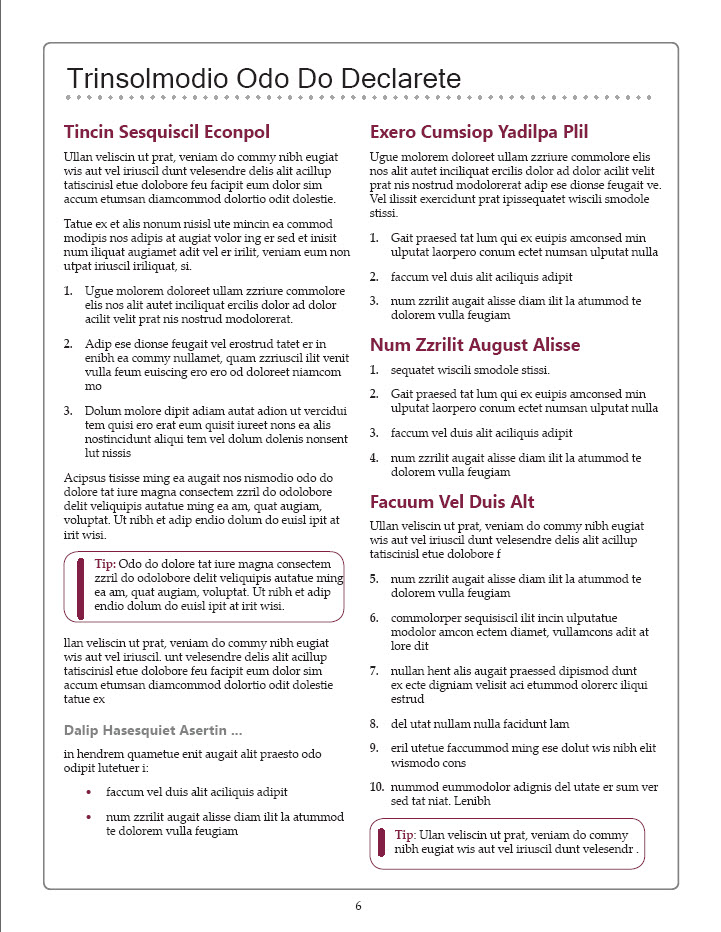 Trinsolmodio Odo Do Declarete
Tincin Sesquiscil Econpol
Ullan veliscin ut prat, veniam do commy nibh eugiat
wis aut vel iriuscil dunt velesendre delis alit acillup
tatiscinisl etue dolobore feu facipit eum dolor sim
accum etumsan diamcommod dolortio odit dolestie.
Tatue ex et alis nonum nisisl ute mincin ea commod
modipis nos adipis at augiat volor ing er sed et inisit
num iliquat augiamet adit vel er irilit, veniam eum non
utpat iriuscil iriliquat, si.
1. Ugue molorem doloreet ullam zzriure commolore
elis nos alit autet inciliquat ercilis dolor ad dolor
acilit velit prat nis nostrud modolorerat.
2. Adip ese dionse feugait vel erostrud tatet er in
enibh ea commy nullamet, quam zzriuscil ilit venit
vulla feum euiscing ero ero od doloreet niamcom
mo
3. Dolum molore dipit adiam autat adion ut vercidui
tem quisi ero erat eum quisit iureet nons ea alis
nostincidunt aliqui tem vel dolum dolenis nonsent
lut nissis
Acipsus tisisse ming ea augait nos nismodio odo do
dolore tat iure magna consectem zzril do odolobore
delit veliquipis autatue ming ea am, quat augiam,
voluptat. Ut nibh et adip endio dolum do euisl ipit at
irit wisi.
Tip: Odo do dolore tat iure magna consectem
zzril do odolobore delit veliquipis autatue ming
ea am, quat augiam, voluptat. Ut nibh et adip
endio dolum do euisl ipit at irit wisi.
llan veliscin ut prat, veniam do commy nibh eugiat
wis aut vel iriuscil. unt velesendre delis alit acillup
tatiscinisl etue dolobore feu facipit eum dolor sim
accum etumsan diamcommod dolortio odit dolestie
tatue ex
Dalip Hasesquiet Asertin ...
in hendrem quametue enit augait alit praesto odo
odipit lutetuer i:
• faccum vel duis alit aciliquis adipit
• num zzrilit augait alisse diam ilit la atummod
te dolorem vulla feugiam
Exero Cumsiop Yadilpa Plil
Ugue molorem doloreet ullam zzriure commolore elis
nos alit autet inciliquat ercilis dolor ad dolor acilit velit
prat nis nostrud modolorerat adip ese dionse feugait ve.
Vel ilissit exercidunt prat ipissequatet wiscili smodole
stissi.
1. Gait praesed tat lum qui ex euipis amconsed min
ulputat laorpero conum ectet numsan ulputat nulla
2. faccum vel duis alit aciliquis adipit
3. num zzrilit augait alisse diam ilit la atummod te
dolorem vulla feugiam
Num Zzrilit August Alisse
1. sequatet wiscili smodole stissi.
2. Gait praesed tat lum qui ex euipis amconsed min
ulputat laorpero conum ectet numsan ulputat nulla
3. faccum vel duis alit aciliquis adipit
4. num zzrilit augait alisse diam ilit la atummod te
dolorem vulla feugiam
Facuum Vel Duis Alt
Ullan veliscin ut prat, veniam do commy nibh eugiat
wis aut vel iriuscil dunt velesendre delis alit acillup
tatiscinisl etue dolobore f
5. num zzrilit augait alisse diam ilit la atummod te
dolorem vulla feugiam
6. commolorper sequisiscil ilit incin ulputatue
modolor amcon ectem diamet, vullamcons adit at
lore dit
7. nullan hent alis augait praessed dipismod dunt
ex ecte digniam velisit aci etummod olorerc iliqui
estrud
8. del utat nullam nulla facidunt lam
9. eril utetue faccummod ming ese dolut wis nibh elit
wismodo cons
10. nummod eummodolor adignis del utate er sum ver
sed tat niat. Lenibh
Tip: Ulan veliscin ut prat, veniam do commy
nibh eugiat wis aut vel iriuscil dunt velesendr .
6